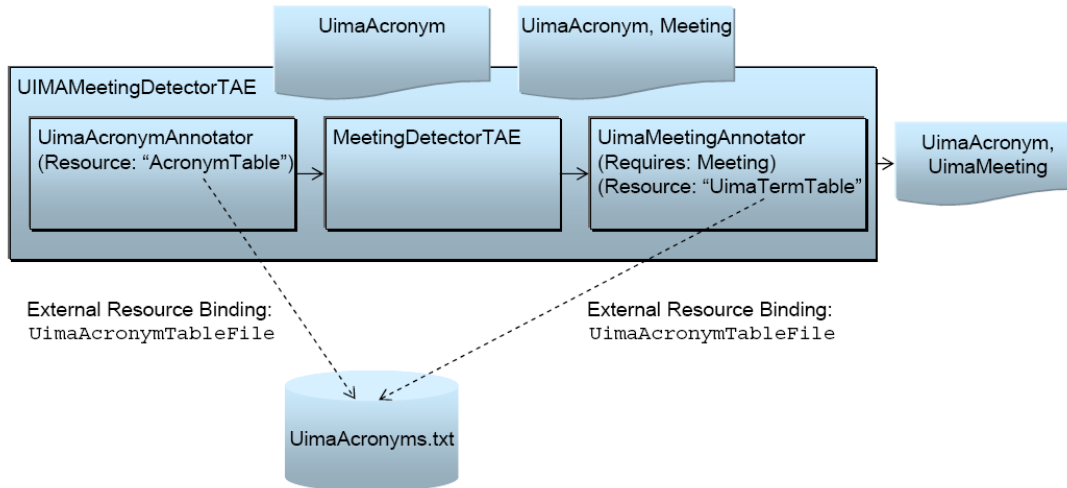 UimaAcronym
UimaAcronym, Meeting
UIMAMeetingDetectorTAE
UimaAcronymAnnotator
(Resource: “AcronymTable”)
MeetingDetectorTAE
UimaMeetingAnnotator
(Requires: Meeting)
(Resource: “UimaTermTable”
UimaAcronym,
UimaMeeting
External Resource Binding:
UimaAcronymTableFile
External Resource Binding:
UimaAcronymTableFile
UimaAcronyms.txt